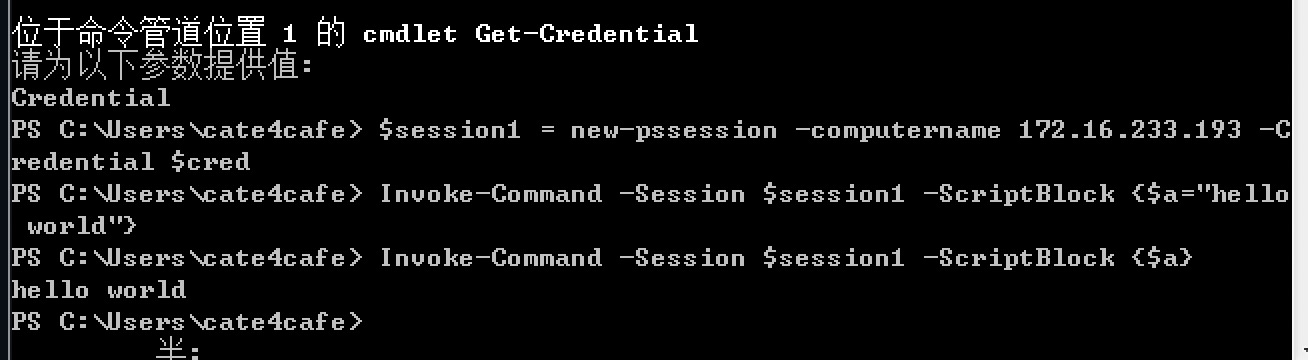 位于命令管道位置 1 的 cmdlet Get-Credential
请为以下参数提供值:
Credential
PS C:\Users\cate4cafe> $session1 = new-pssession -computername 172.16.233.193 -C
redential $cred
PS C:\Users\cate4cafe> Invoke-Command -Session $session1 -ScriptBlock {$a="hello
 world"}
PS C:\Users\cate4cafe> Invoke-Command -Session $session1 -ScriptBlock {$a}
hello world
PS C:\Users\cate4cafe>
半: